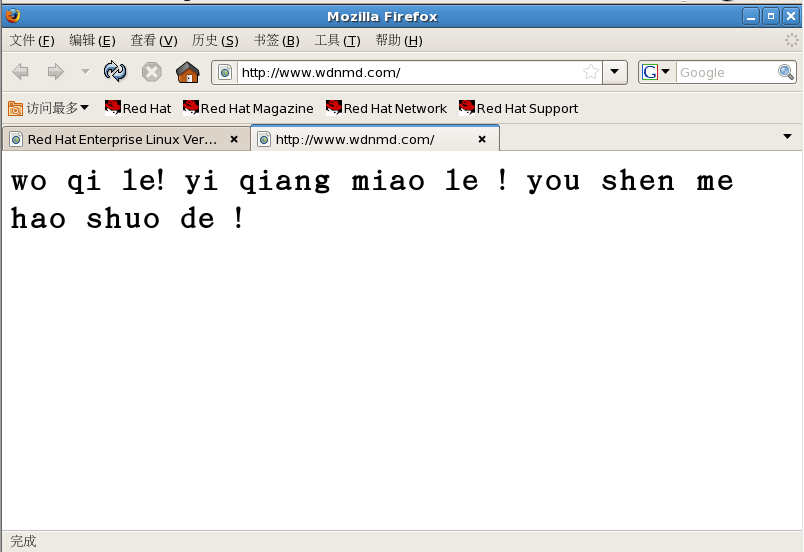 Mozilla Firefox
文件(F) 编辑(E) 查看(V) 历史(S) 书签(B) 工具(T) 帮助(H)
http://www.wdnmd.com/ G Google
访问最多 Red Hat Red Hat Magazine Red Hat Network Red Hat Support
Red Hat Enterprise Linux Ver... http://www.wdnmd.com/
wo qi le! yi qiang miao le ! you shen me
hao shuo de !
完成